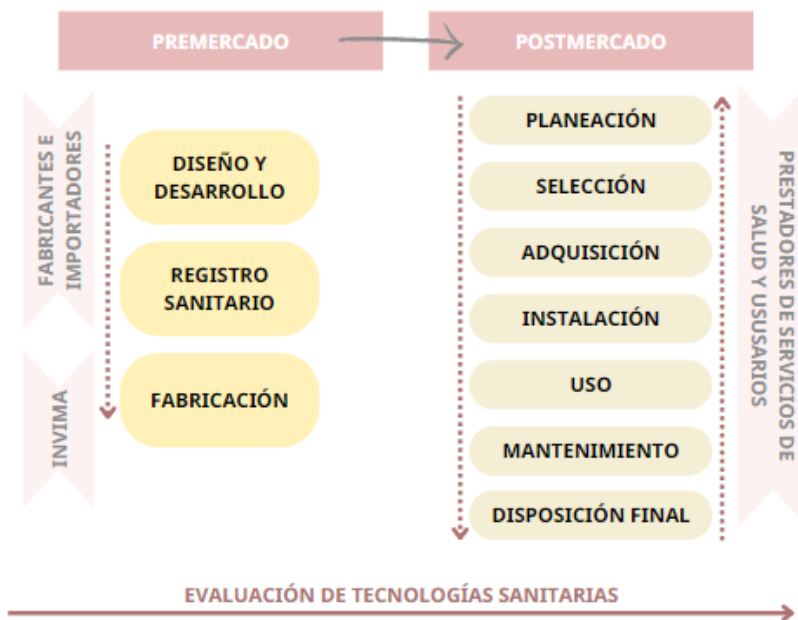 PREMERCADO
POSTMERCADO
FABRICANTES E
IMPORTADORES
INVIMA
DISEÑO Y
DESARROLLO
REGISTRO
SANITARIO
FABRICACIÓN
PLANEACIÓN
SELECCIÓN
ADQUISICIÓN
INSTALACIÓN
USO
MANTENIMIENTO
DISPOSICIÓN FINAL
PRESTADORES DE SERVICIOS DE
SALUD Y USUSARIOS
EVALUACIÓN DE TECNOLOGÍAS SANITARIAS